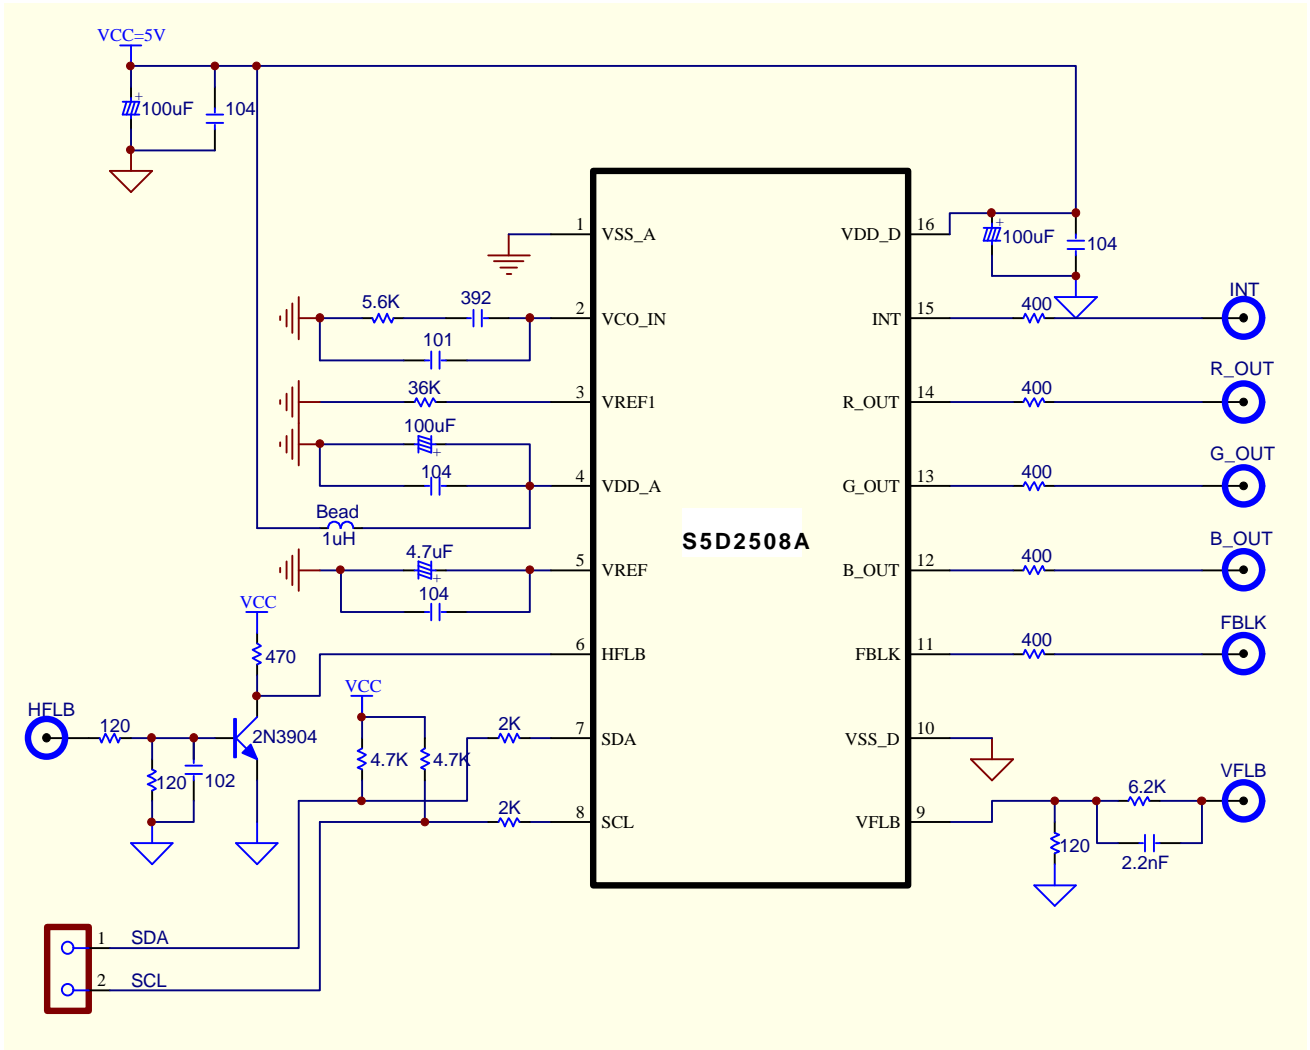 VCC=5V
+
100uF
104
1
VSS_A
VDD_D
16
+
100uF
104
5.6K
392
2
VCO_IN
INT
15
400
INT
101
36K
3
VREF1
R_OUT
14
400
R_OUT
100uF
+
104
4
VDD_A
G_OUT
13
400
G_OUT
Bead
1uH
S5D2508A
4.7uF
+
104
5
VREF
B_OUT
12
400
B_OUT
VCC
470
6
HFLB
FBLK
11
400
FBLK
VCC
HFLB
120
2N3904
120
102
4.7K
4.7K
2K
7
SDA
VSS_D
10
2K
8
SCL
VFLB
9
6.2K
VFLB
120
2.2nF
1
SDA
2
SCL